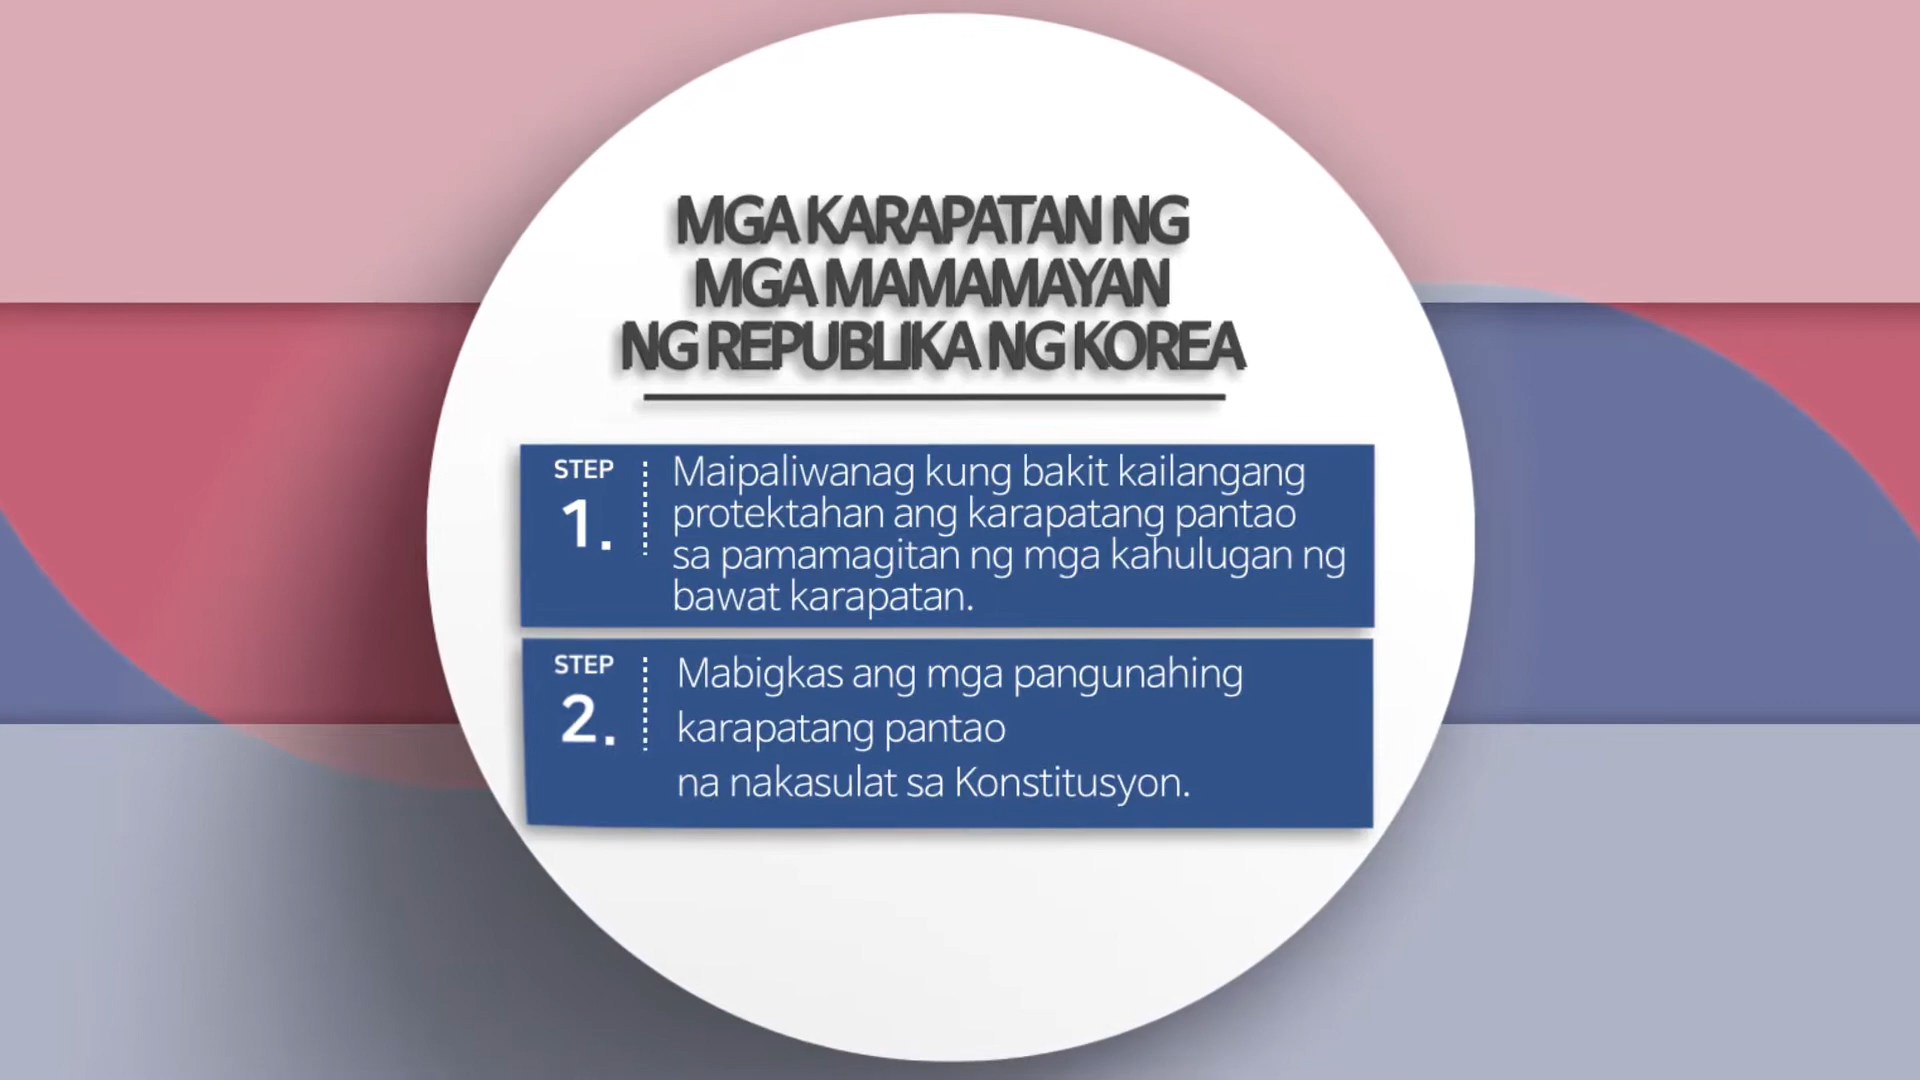 MGA KARAPATAN NG
MGA MAMAMAYAN
NG REPUBLIKA NG KOREA
STEP
1.
Maipaliwanag kung bakit kailangang
protektahan ang karapatang pantao
sa pamamagitan ng mga kahulugan ng
bawat karapatan.
STEP
2.
Mabigkas ang mga pangunahing
karapatang pantao
na nakasulat sa Konstitusyon.